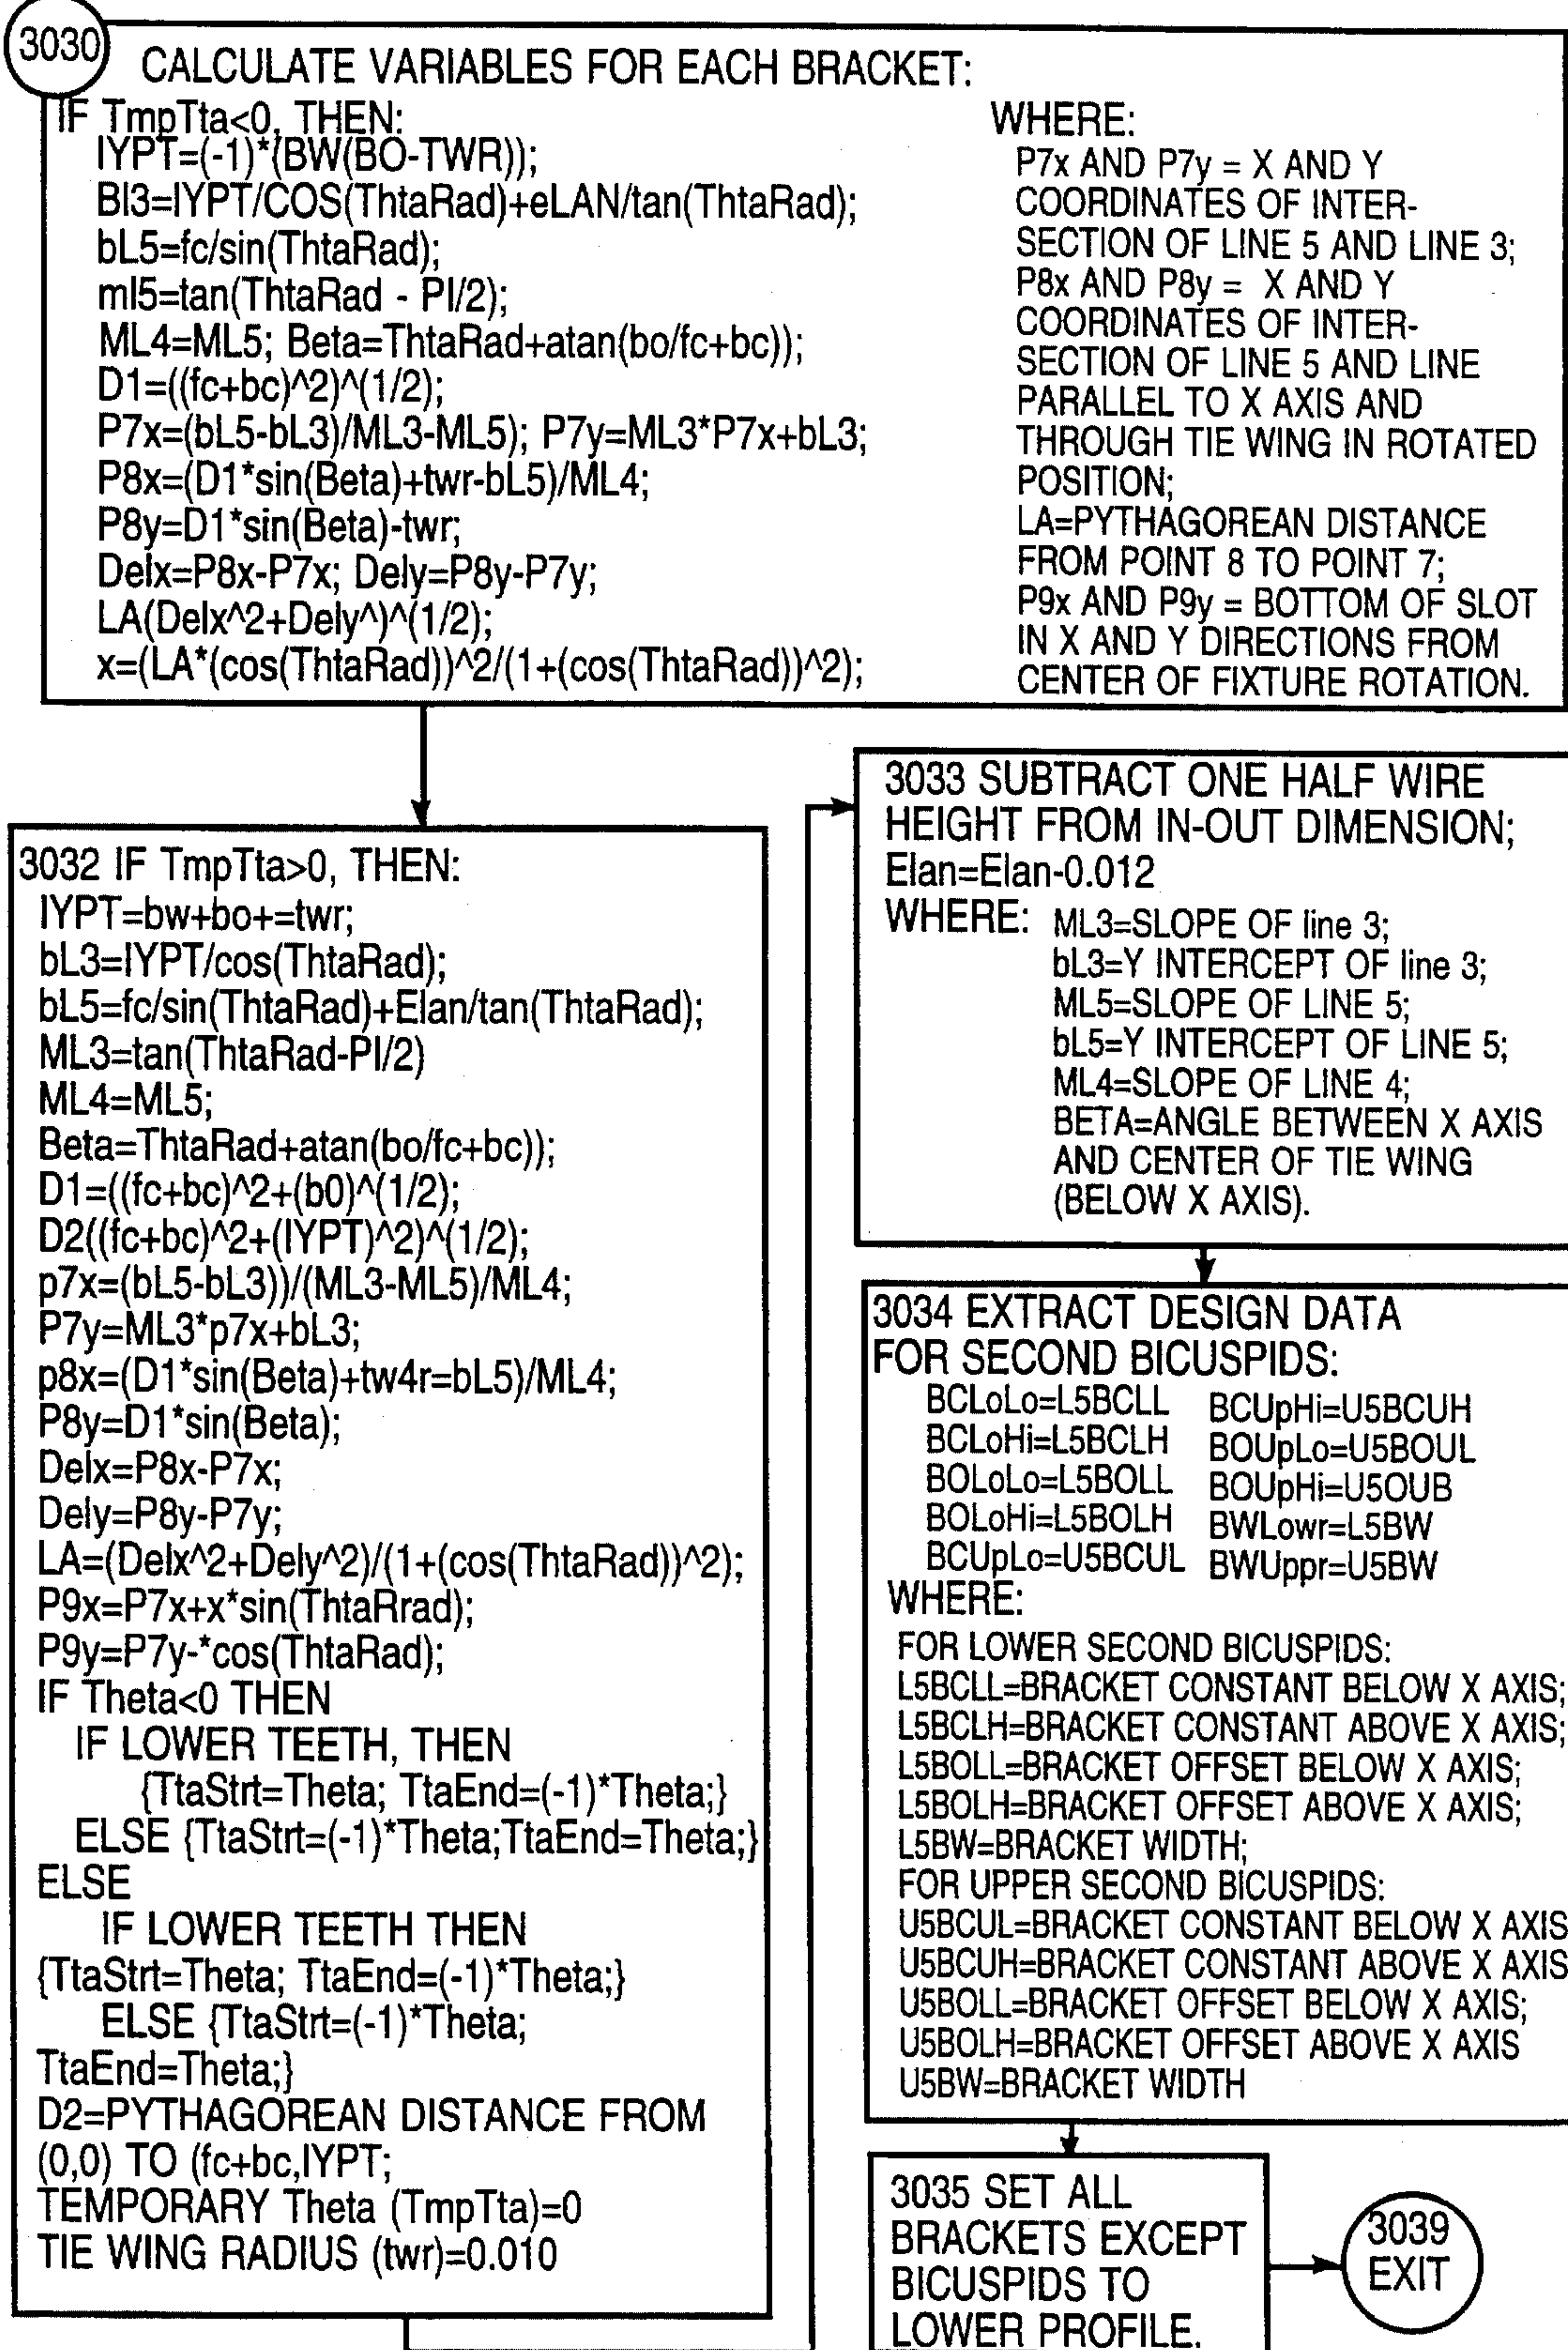 3030
CALCULATE VARIABLES FOR EACH BRACKET:
IF TmpTta<0, THEN:
IYPT=(-1)*(BW(BO-TWR));
BI3=IYPT/COS(ThtaRad)+eLAN/tan(ThtaRad);
bL5=fc/sin(ThtaRad);
ml5=tan(ThtaRad - PI/2);
ML4=ML5; Beta=ThtaRad+atan(bo/fc+bc));
D1=((fc+bc)^2)^(1/2);
P7x=(bL5-bL3)/ML3-ML5); P7y=ML3*P7x+bL3;
P8x=(D1*sin(Beta)+twr-bL5)/ML4;
P8y=D1*sin(Beta)-twr;
Delx=P8x-P7x; Dely=P8y-P7y;
LA(Delx^2+Dely^)^(1/2);
x=(LA*(cos(ThtaRad))^2/(1+(cos(ThtaRad))^2);
WHERE:
P7x AND P7y = X AND Y
COORDINATES OF INTER-
SECTION OF LINE 5 AND LINE 3;
P8x AND P8y = X AND Y
COORDINATES OF INTER-
SECTION OF LINE 5 AND LINE
PARALLEL TO X AXIS AND
THROUGH TIE WING IN ROTATED
POSITION;
LA=PYTHAGOREAN DISTANCE
FROM POINT 8 TO POINT 7;
P9x AND P9y = BOTTOM OF SLOT
IN X AND Y DIRECTIONS FROM
CENTER OF FIXTURE ROTATION.
3032 IF TmpTta>0, THEN:
IYPT=bw+bo+=twr;
bL3=IYPT/cos(ThtaRad);
bL5=fc/sin(ThtaRad)+Elan/tan(ThtaRad);
ML3=tan(ThtaRad-PI/2)
ML4=ML5;
Beta=ThtaRad+atan(bo/fc+bc));
D1=((fc+bc)^2+(b0)^(1/2);
D2((fc+bc)^2+(IYPT)^2)^(1/2);
p7x=(bL5-bL3))/(ML3-ML5)/ML4;
P7y=ML3*p7x+bL3;
p8x=(D1*sin(Beta)+tw4r=bL5)/ML4;
P8y=D1*sin(Beta);
Delx=P8x-P7x;
Dely=P8y-P7y;
LA=(Delx^2+Dely^2)/(1+(cos(ThtaRad))^2);
P9x=P7x+x*sin(ThtaRrad);
P9y=P7y-*cos(ThtaRad);
IF Theta<0 THEN
IF LOWER TEETH, THEN
{TtaStrt=Theta; TtaEnd=(-1)*Theta;}
ELSE {TtaStrt=(-1)*Theta;TtaEnd=Theta;}
ELSE
IF LOWER TEETH THEN
{TtaStrt=Theta; TtaEnd=(-1)*Theta;}
ELSE {TtaStrt=(-1)*Theta;
TtaEnd=Theta;}
D2=PYTHAGOREAN DISTANCE FROM
(0,0) TO (fc+bc,IYPT;
TEMPORARY Theta (TmpTta)=0
TIE WING RADIUS (twr)=0.010
3033 SUBTRACT ONE HALF WIRE
HEIGHT FROM IN-OUT DIMENSION;
Elan=Elan-0.012
WHERE: ML3=SLOPE OF line 3;
bL3=Y INTERCEPT OF line 3;
ML5=SLOPE OF LINE 5;
bL5=Y INTERCEPT OF LINE 5;
ML4=SLOPE OF LINE 4;
BETA=ANGLE BETWEEN X AXIS
AND CENTER OF TIE WING
(BELOW X AXIS).
3034 EXTRACT DESIGN DATA
FOR SECOND BICUSPIDS:
BCLoLo=L5BCLL BCUpHi=U5BCUH
BCLoHi=L5BCLH BOUpLo=U5BOUL
BOLoLo=L5BOLL BOUpHi=U5OUB
BOLoHi=L5BOLH BWLowr=L5BW
BCUpLo=U5BCUL BWUppr=U5BW
WHERE:
FOR LOWER SECOND BICUSPIDS:
L5BCLL=BRACKET CONSTANT BELOW X AXIS;
L5BCLH=BRACKET CONSTANT ABOVE X AXIS;
L5BOLL=BRACKET OFFSET BELOW X AXIS;
L5BOLH=BRACKET OFFSET ABOVE X AXIS;
L5BW=BRACKET WIDTH;
FOR UPPER SECOND BICUSPIDS:
U5BCUL=BRACKET CONSTANT BELOW X AXIS
U5BCUH=BRACKET CONSTANT ABOVE X AXIS
U5BOLL=BRACKET OFFSET BELOW X AXIS;
U5BOLH=BRACKET OFFSET ABOVE X AXIS
U5BW=BRACKET WIDTH
3035 SET ALL
BRACKETS EXCEPT
BICUSPIDS TO
LOWER PROFILE.
3039
EXIT